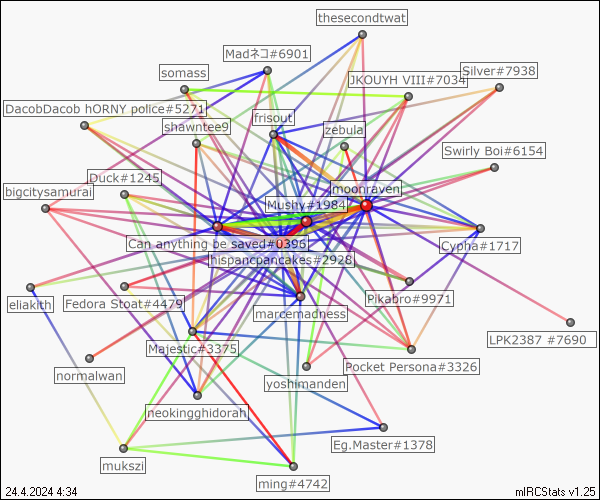 thesecondtwat
Madネコ#6901
somass
Silver#7938
JKOUYH VIII#7034
DacobDacob hORNY police#5271
frisout
shawntee9
zebula
Swirly Boi#6154
Duck#1245
moonraven
bigcitysamurai
Mushy#1984
Can anything be saved#0396
Cypha#1717
hispancpancakes#2928
eliakith
Fedora Stoat#4479
Pikabro#9971
marcemadness
LPK2387 #7690
Majestic#3375
Pocket Persona#3326
normalwan
yoshimanden
neokingghidorah
Eg.Master#1378
mukszi
ming#4742
24.4.2024 4:34
mIRCStats v1.25